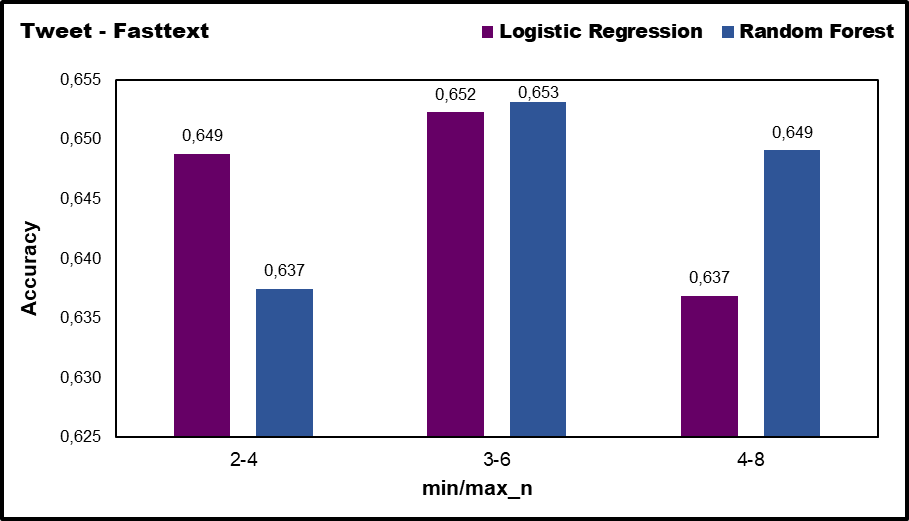 Tweet - Fasttext
Logistic Regression Random Forest
0,655
0,650
0,645
0,640
0,635
0,630
0,625
Accuracy
0,649
0,637
0,652
0,653
0,637
0,649
2-4 3-6 4-8
min/max_n